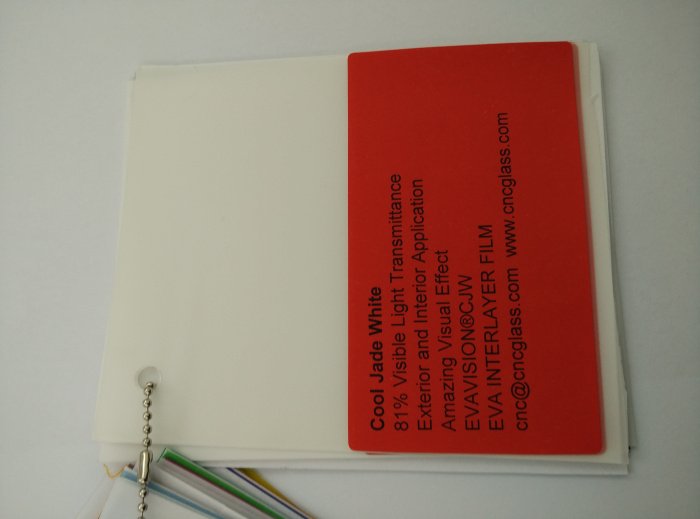 Cool Jade White
81% Visible Light Transmittance
Exterior and Interior Application
Amazing Visual Effect
EVAVISION®CJW
EVA INTERLAYER FILM
cnc@cncglass.com www.cncglass.com